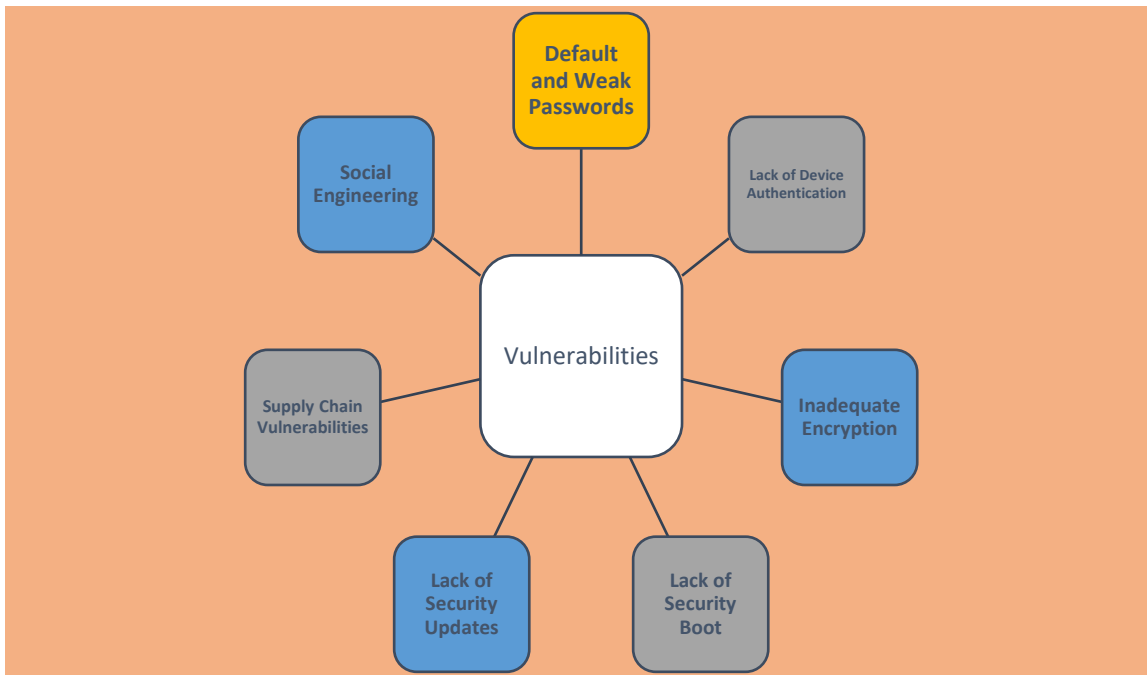 Default
and Weak
Passwords
Social
Engineering
Lack of Device
Authentication
Vulnerabilities
Supply Chain
Vulnerabilities
Inadequate
Encryption
Lack of
Security
Updates
Lack of
Security
Boot